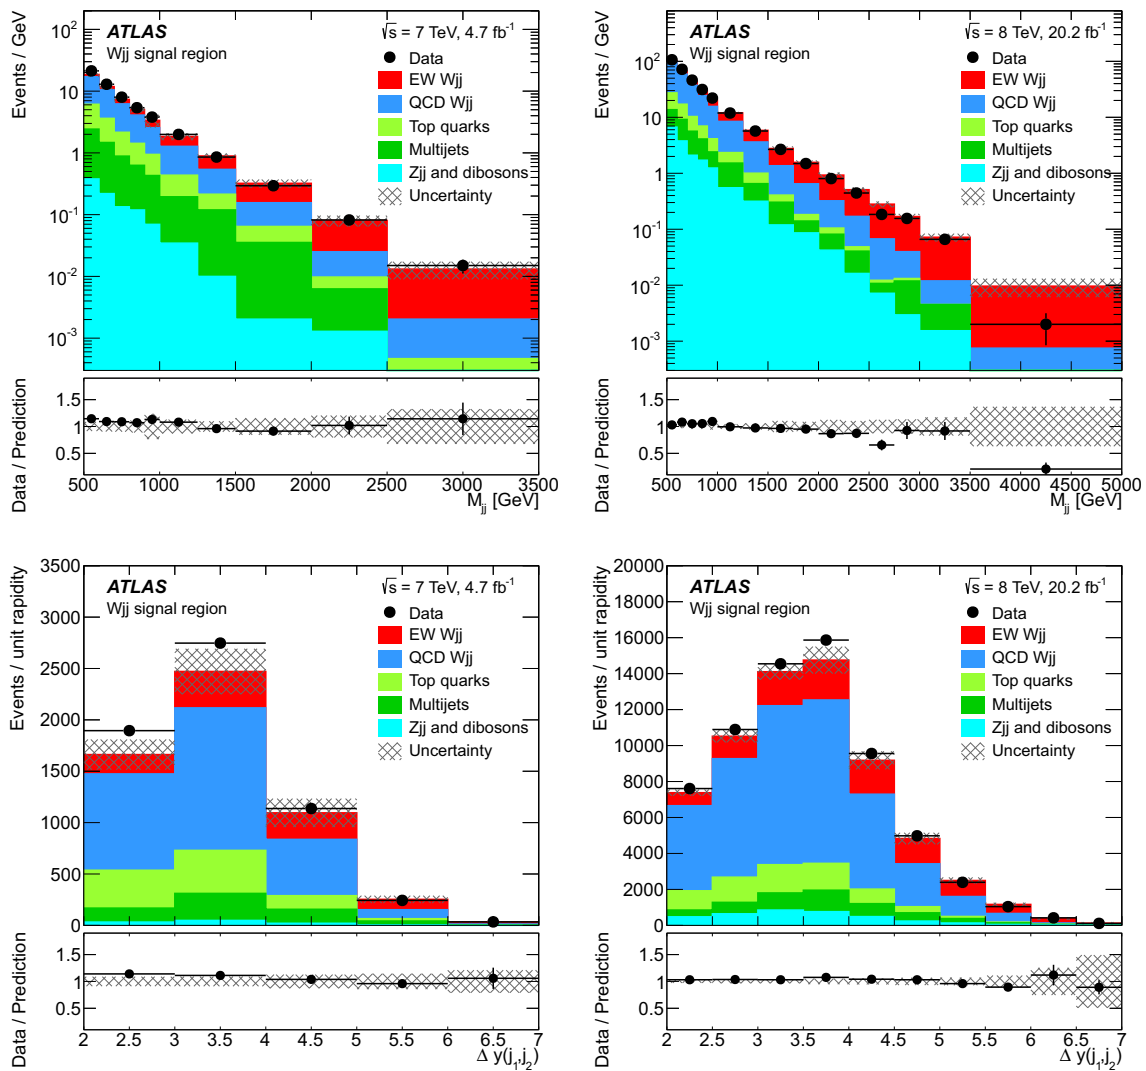 Events / GeV
10²
10
1
10⁻¹
10⁻²
10⁻³
ATLAS
Wjj signal region
√s = 7 TeV, 4.7 fb⁻¹
Data
EW Wjj
QCD Wjj
Top quarks
Multijets
Zjj and dibosons
Uncertainty
Data / Prediction
1.5
1
0.5
500 1000 1500 2000 2500 3000 3500
M_jj [GeV]
Events / GeV
10²
10
1
10⁻¹
10⁻²
10⁻³
ATLAS
Wjj signal region
√s = 8 TeV, 20.2 fb⁻¹
Data
EW Wjj
QCD Wjj
Top quarks
Multijets
Zjj and dibosons
Uncertainty
Data / Prediction
1.5
1
0.5
500 1000 1500 2000 2500 3000 3500 4000 4500 5000
M_jj [GeV]
Events / unit rapidity
3500
3000
2500
2000
1500
1000
500
0
ATLAS
Wjj signal region
√s = 7 TeV, 4.7 fb⁻¹
Data
EW Wjj
QCD Wjj
Top quarks
Multijets
Zjj and dibosons
Uncertainty
Data / Prediction
1.5
1
0.5
2 2.5 3 3.5 4 4.5 5 5.5 6 6.5 7
Δ y(j₁,j₂)
Events / unit rapidity
20000
18000
16000
14000
12000
10000
8000
6000
4000
2000
0
ATLAS
Wjj signal region
√s = 8 TeV, 20.2 fb⁻¹
Data
EW Wjj
QCD Wjj
Top quarks
Multijets
Zjj and dibosons
Uncertainty
Data / Prediction
1.5
1
0.5
2 2.5 3 3.5 4 4.5 5 5.5 6 6.5 7
Δ y(j₁,j₂)